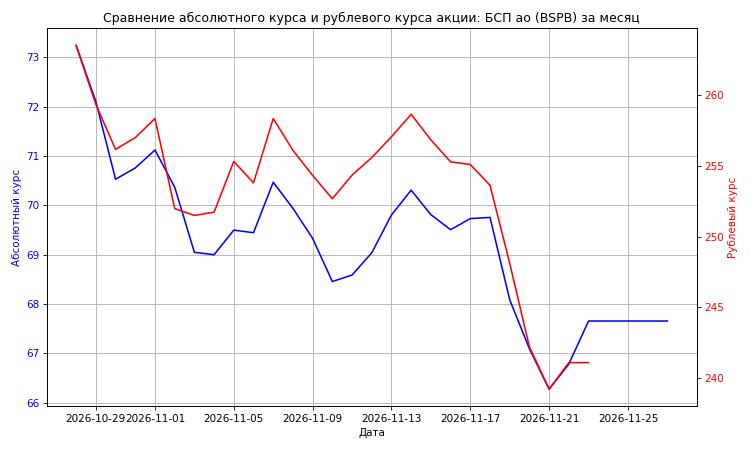 Сравнение абсолютного курса и рублевого курса акции: БСП ао (BSPB) за месяц
Абсолютный курс
73
72
71
70
69
68
67
66
260
255
250
245
240
Рублевый курс
2026-10-29 2026-11-01 2026-11-05 2026-11-09 2026-11-13 2026-11-17 2026-11-21 2026-11-25
Дата